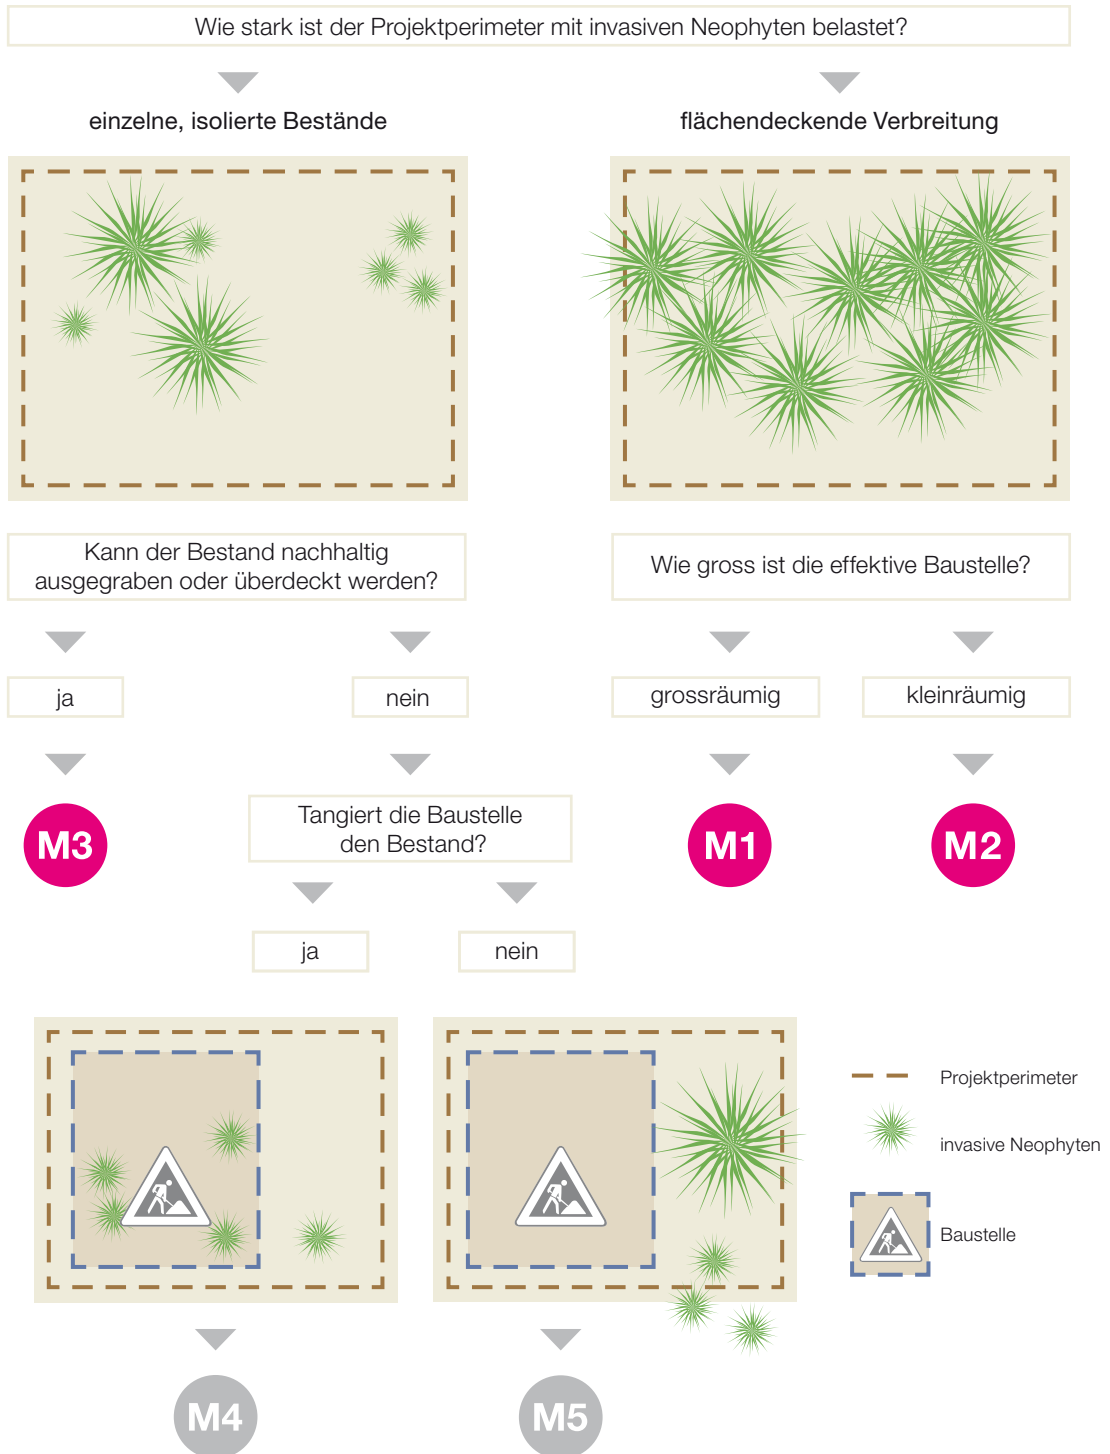 Wie stark ist der Projektperimeter mit invasiven Neophyten belastet?
einzelne, isolierte Bestände
flächendeckende Verbreitung
Kann der Bestand nachhaltig
ausgegraben oder überdeckt werden?
Wie gross ist die effektive Baustelle?
ja
nein
grossräumig
kleinräumig
M3
Tangiert die Baustelle
den Bestand?
M1
M2
ja
nein
Projektperimeter
invasive Neophyten
Baustelle
M4
M5